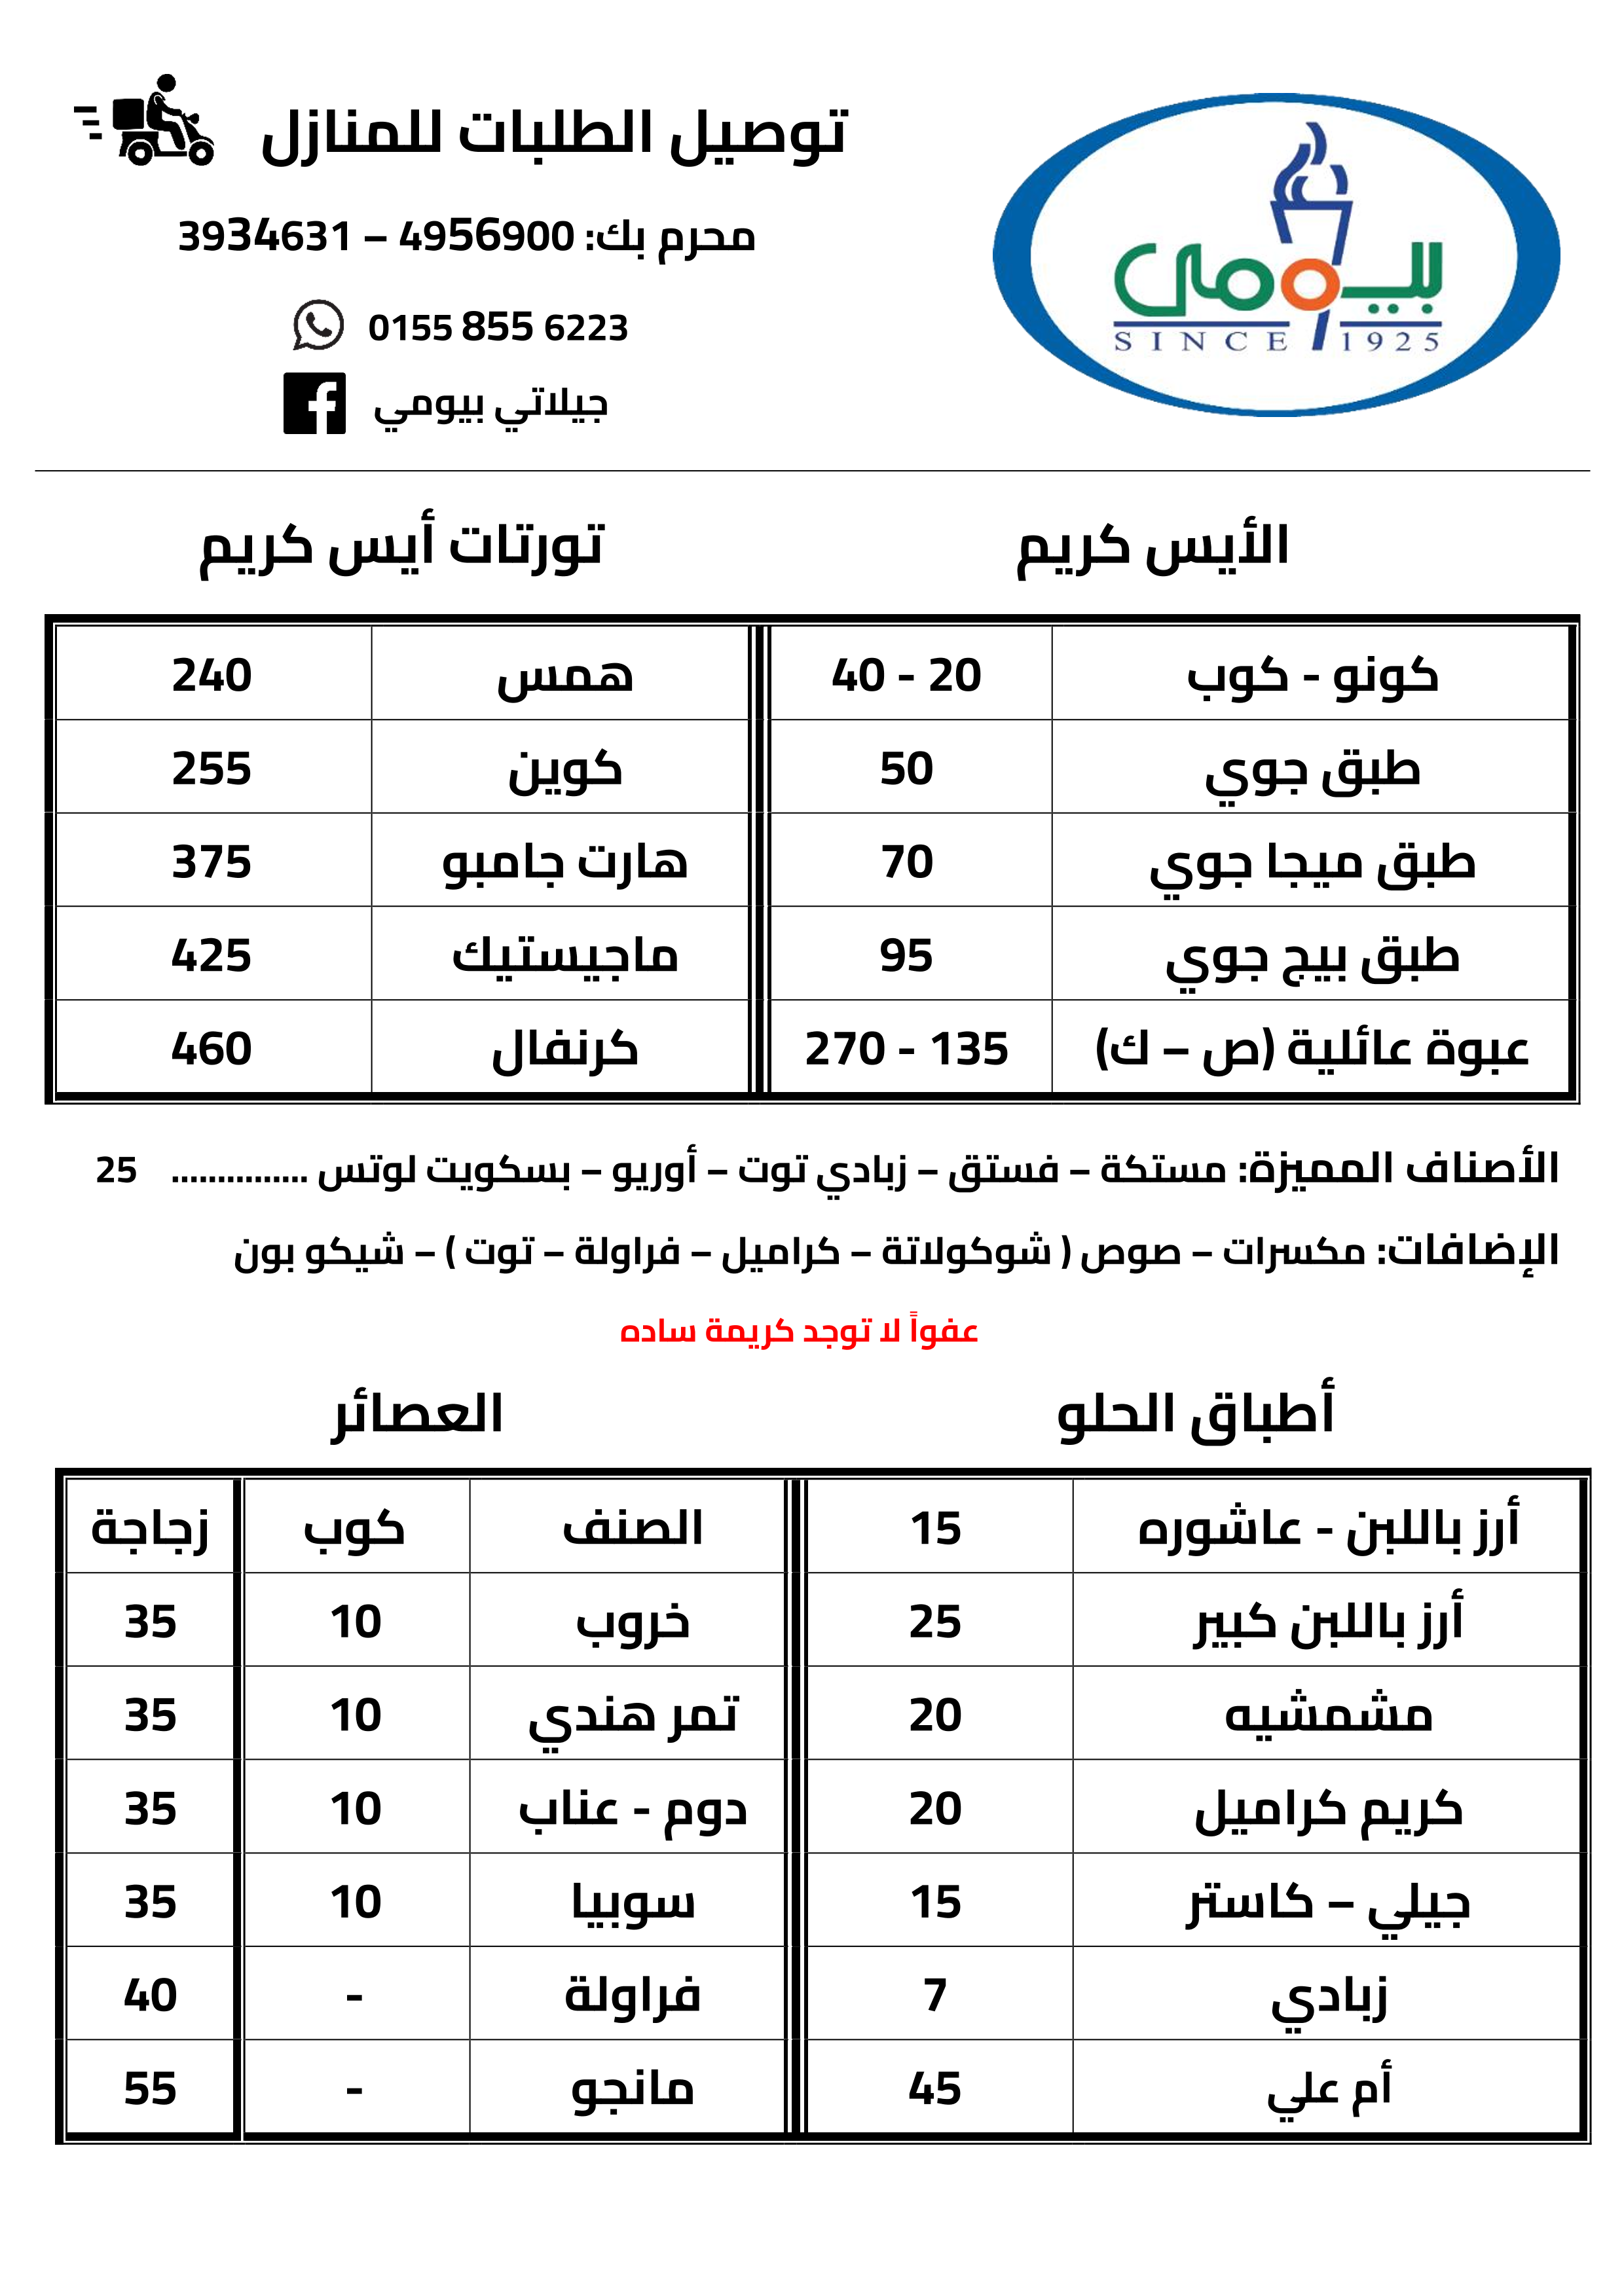 توصيل الطلبات للمنازل
بيومى
SINCE 1925
محرم بك: 4956900 – 3934631
0155 855 6223
جيلاتي بيومي
الأيس كريم
تورتات أيس كريم
كونو - كوب 20 - 40 همس 240
طبق جوي 50 كوين 255
طبق ميجا جوي 70 هارت جامبو 375
طبق بيج جوي 95 ماجيستيك 425
عبوة عائلية (ص – ك) 135 - 270 كرنفال 460
الأصناف المميزة: مستكة – فستق – زبادي توت – أوريو – بسكويت لوتس ............... 25
الإضافات: مكسرات – صوص ( شوكولاتة – كراميل – فراولة – توت ) – شيكو بون
عفواً لا توجد كريمة ساده
أطباق الحلو
العصائر
أرز باللبن - عاشوره 15 الصنف كوب زجاجة
أرز باللبن كبير 25 خروب 10 35
مشمشيه 20 تمر هندي 10 35
كريم كراميل 20 دوم - عناب 10 35
جيلي – كاستر 15 سوبيا 10 35
زبادي 7 فراولة - 40
أم علي 45 مانجو - 55